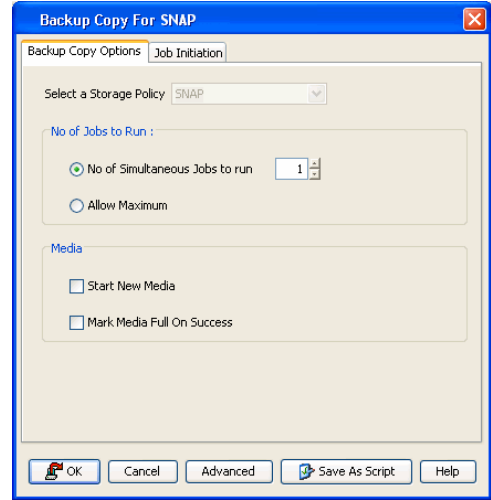 Backup Copy For SNAP
Backup Copy Options Job Initiation
Select a Storage Policy SNAP
No of Jobs to Run :
No of Simultaneous Jobs to run 1
Allow Maximum
Media
Start New Media
Mark Media Full On Success
OK Cancel Advanced Save As Script Help